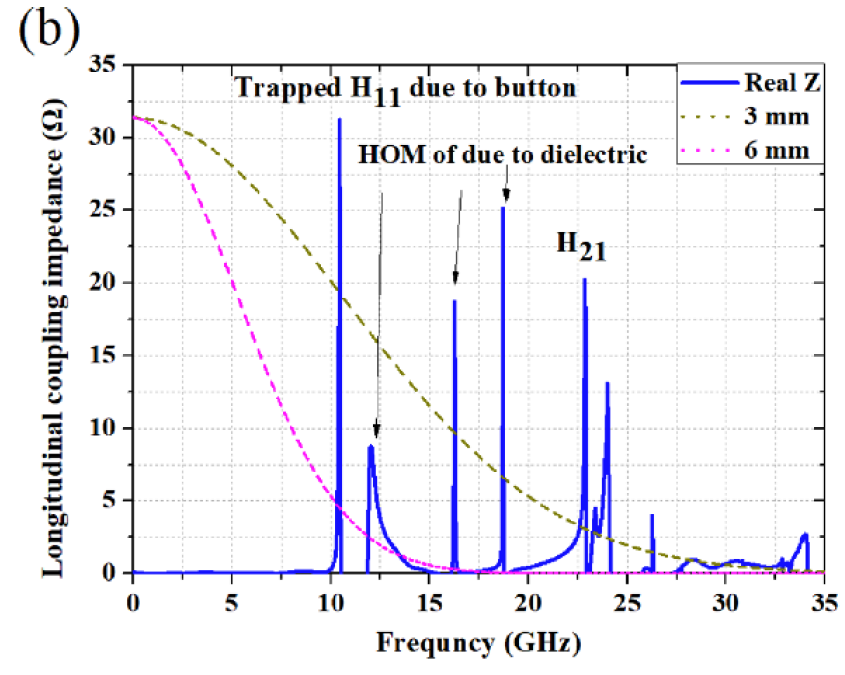 (b)
35
30
25
20
15
10
5
0
Longitudinal coupling impedance (Ω)
Trapped H11 due to button
HOM of due to dielectric
H21
Real Z
3 mm
6 mm
0 5 10 15 20 25 30 35
Frequncy (GHz)